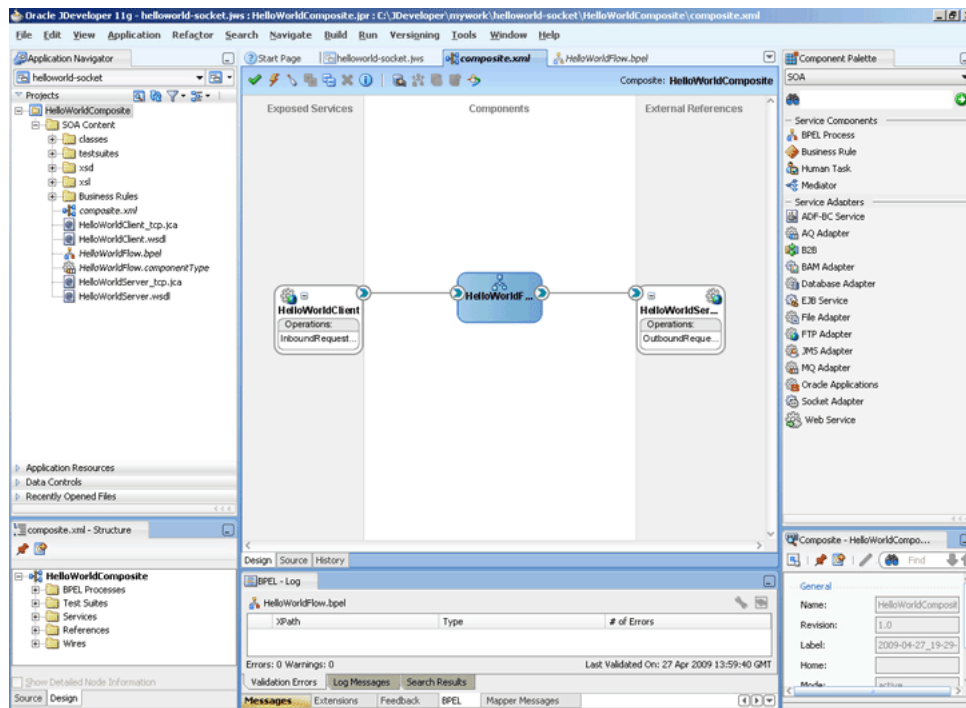 Oracle JDeveloper 11g - helloworld-socket.jws : HelloWorldComposite.jpr : C:\JDeveloper\mywork\helloworld-socket\HelloWorldComposite\composite.xml
File Edit View Application Refactor Search Navigate Build Run Versioning Tools Window Help
Application Navigator
helloworld-socket
Projects
HelloWorldComposite
SOA Content
classes
testsuites
xsd
xsl
Business Rules
composite.xml
HelloWorldClient_tcp.jca
HelloWorldClient.wsdl
HelloWorldFlow.bpel
HelloWorldFlow.componentType
HelloWorldServer_tcp.jca
HelloWorldServer.wsdl
Application Resources
Data Controls
Recently Opened Files
composite.xml - Structure
HelloWorldComposite
BPEL Processes
Test Suites
Services
References
Wires
Show Detailed Node Information
Source Design
Start Page helloworld-socket.jws composite.xml HelloWorldFlow.bpel
Composite: HelloWorldComposite
Exposed Services Components External References
HelloWorldClient
Operations:
InboundRequest...
HelloWorldF...
HelloWorldSer...
Operations:
OutboundReque...
Design Source History
BPEL - Log
HelloWorldFlow.bpel
XPath Type # of Errors
Errors: 0 Warnings: 0 Last Validated On: 27 Apr 2009 13:59:40 GMT
Validation Errors Log Messages Search Results
Messages Extensions Feedback BPEL Mapper Messages
Component Palette
SOA
Service Components
BPEL Process
Business Rule
Human Task
Mediator
Service Adapters
ADF-BC Service
AQ Adapter
B2B
BAM Adapter
Database Adapter
EJB Service
File Adapter
FTP Adapter
JMS Adapter
MQ Adapter
Oracle Applications
Socket Adapter
Web Service
Composite - HelloWorldCompo...
Find
General
Name: HelloWorldComposit
Revision: 1.0
Label: 2009-04-27_19-29-
Home:
Mode: active